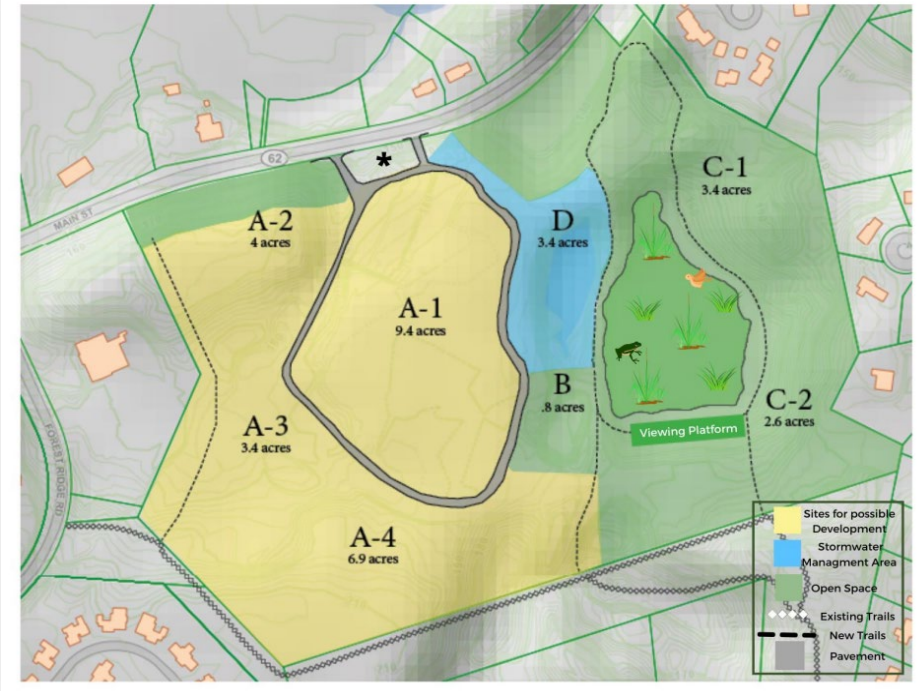 62
*
MAIN ST
A-2
4 acres
D
3.4 acres
C-1
3.4 acres
A-1
9.4 acres
B
.8 acres
A-3
3.4 acres
C-2
2.6 acres
Viewing Platform
FOREST RIDGE RD
A-4
6.9 acres
Sites for possible
Development
Stormwater
Managment Area
Open Space
Existing Trails
New Trails
Pavement